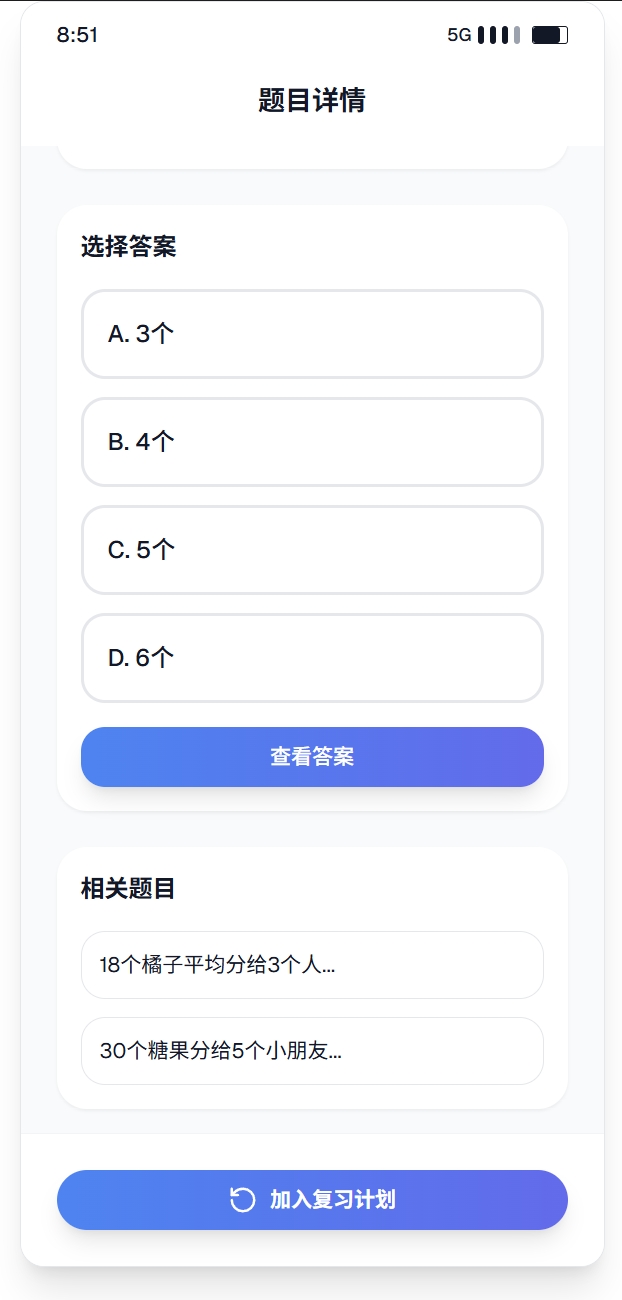 8:51
5G
题目详情
选择答案
A. 3个
B. 4个
C. 5个
D. 6个
查看答案
相关题目
18个橘子平均分给3个人...
30个糖果分给5个小朋友...
加入复习计划